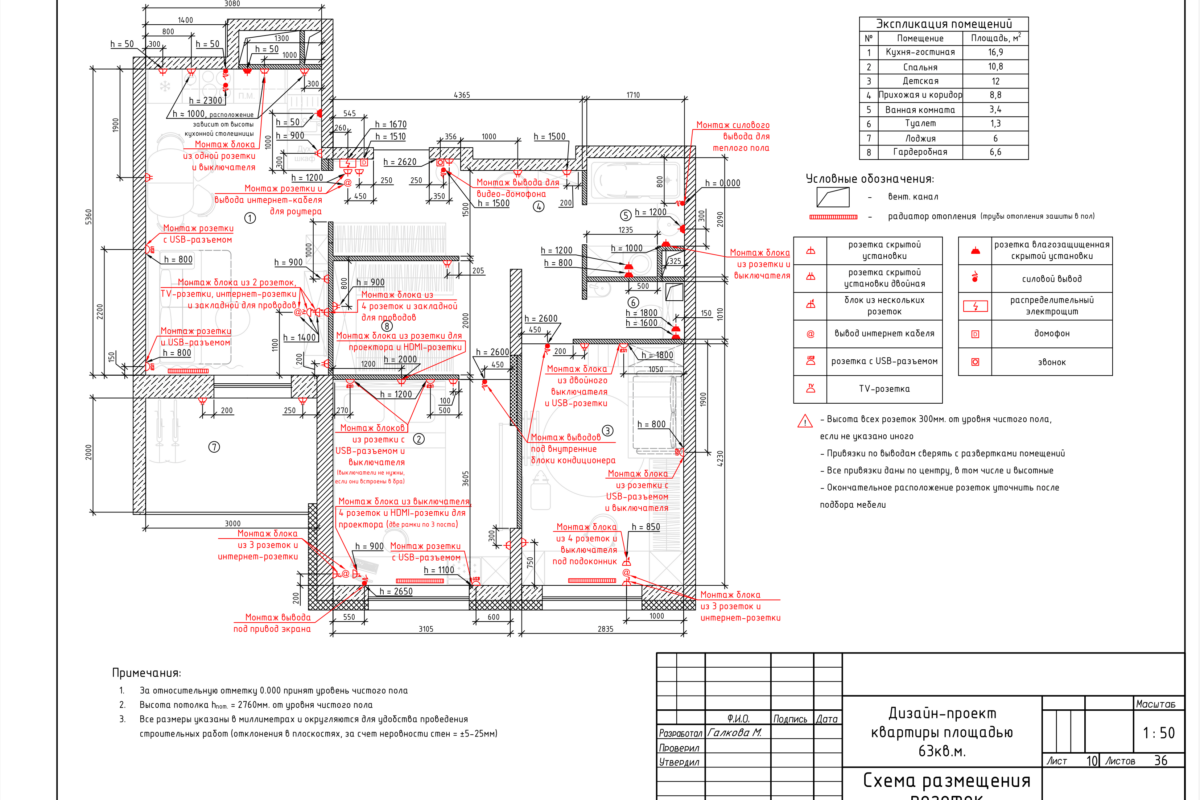 3080
1400
800
h = 50
300
h = 50
1300
h = 50
1000
300
h = 2300
h = 1000, расположение
зависит от высоты
кухонной столешницы
Монтаж блока
из одной розетки
и выключателя
h = 50
h = 900
1000
300
545
260
h = 1670
h = 1510
4365
1710
356
1000
h = 1500
h = 2620
250
250
450
350
h = 1200
Монтаж розетки и
вывода интернет-кабеля
для роутера
Монтаж вывода для
видео-домофона
h = 1500
4
200
1500
Монтаж силового
вывода для
теплого пола
800
h = 0.000
h = 1200
300
2090
5
1235
h = 1000
h = 1200
h = 800
325
Монтаж блока
из розетки и
выключателя
500
6
h = 1800
h = 1600
150
1010
1900
5360
1
Монтаж розетки
с USB-разъемом
h = 800
1000
h = 900
800
h = 900
205
Монтаж блока из 2 розеток,
TV-розетки, интернет-розетки
и закладной для проводов
Монтаж блока из
4 розеток и закладной
для проводов
8
2000
2200
Монтаж розетки
и USB-разъемом
h = 800
150
h = 1400
1100
200
Монтаж блока из розетки для
проектора и HDMI-розетки
h = 2000
1200
h = 1200
h = 2600
450
h = 2600
450
200
h = 1800
1050
Монтаж блока
из двойного
выключателя
и USB-розетки
100
500
270
200
250
2000
7
3000
Монтаж блоков
из розетки с
USB-разъемом и
выключателя
(выключатели не нужны,
если они встроены в бра)
2
Монтаж выводов
под внутренние
блоки кондиционера
3
h = 800
1900
4230
3605
Монтаж блока
из розетки с
USB-разъемом
и выключателя
Монтаж блока из выключателя,
4 розеток и HDMI-розетки для
проектора (две рамки по 3 поста)
Монтаж блока
из 3 розеток и
интернет-розетки
h = 900
Монтаж розетки
с USB-разъемом
h = 1100
300
750
Монтаж блока
из 4 розеток и
выключателя
под подоконник
h = 850
200
h = 2650
Монтаж вывода
под привод экрана
550
600
3105
2835
1000
Монтаж блока
из 3 розеток и
интернет-розетки
Экспликация помещений
№ Помещение Площадь, м²
1 Кухня-гостиная 16,9
2 Спальня 10,8
3 Детская 12
4 Прихожая и коридор 8,8
5 Ванная комната 3,4
6 Туалет 1,3
7 Лоджия 6
8 Гардеробная 6,6
Условные обозначения:
- вент. канал
- радиатор отопления (трубы отопления зашиты в пол)
розетка скрытой
установки
розетка скрытой
установки двойная
блок из нескольких
розеток
вывод интернет кабеля
розетка с USB-разъемом
TV-розетка
розетка влагозащищенная
скрытой установки
силовой вывод
распределительный
электрощит
домофон
звонок
- Высота всех розеток 300мм. от уровня чистого пола,
если не указано иного
- Привязки по выводам сверять с развертками помещений
- Все привязки даны по центру, в том числе и высотные
- Окончательное расположение розеток уточнить после
подбора мебели
Примечания:
1. За относительную отметку 0.000 принят уровень чистого пола
2. Высота потолка hпот. = 2760мм. от уровня чистого пола
3. Все размеры указаны в миллиметрах и округляются для удобства проведения
строительных работ (отклонения в плоскостях, за счет неровности стен = ±5-25мм)
Ф.И.О. Подпись Дата
Разработал Галкова М.
Проверил
Утвердил
Дизайн-проект
квартиры площадью
63кв.м.
Масштаб
1 : 50
Лист 10 Листов 36
Схема размещения
розеток